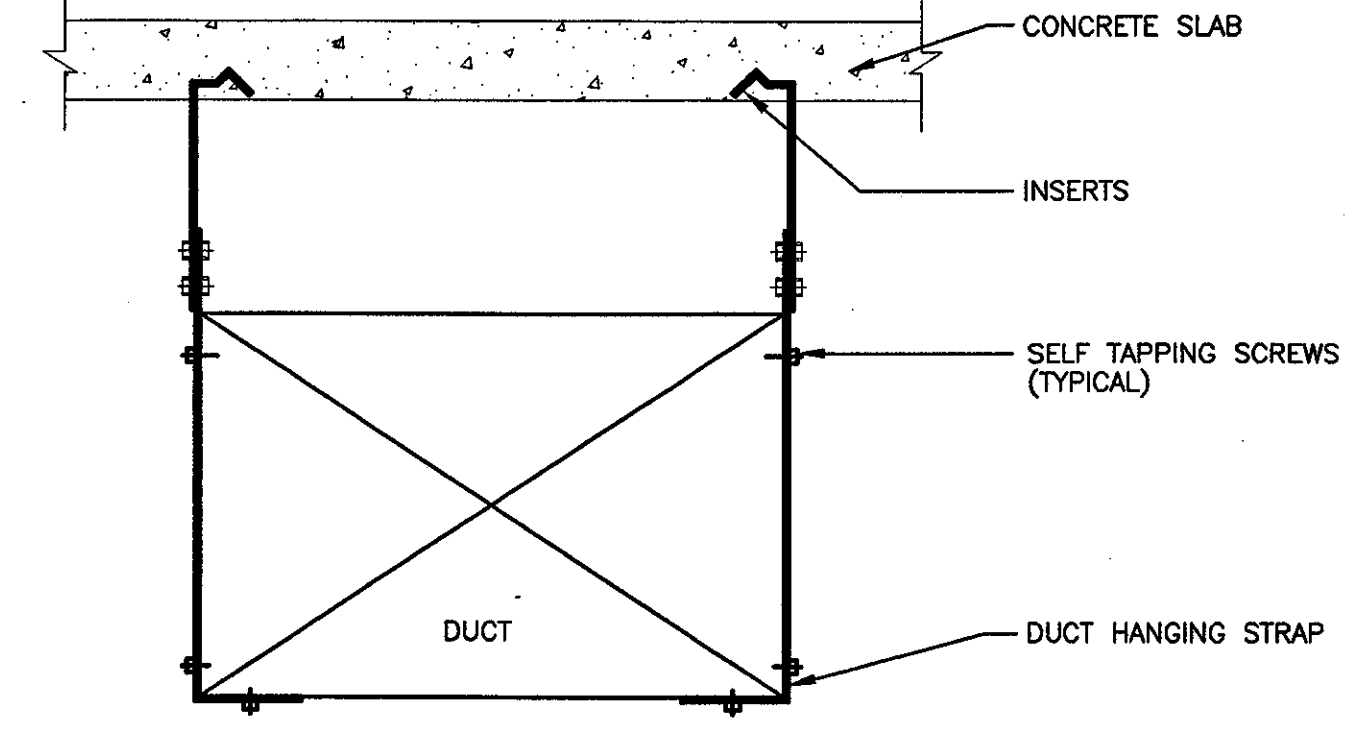 CONCRETE SLAB
INSERTS
SELF TAPPING SCREWS
(TYPICAL)
DUCT
DUCT HANGING STRAP